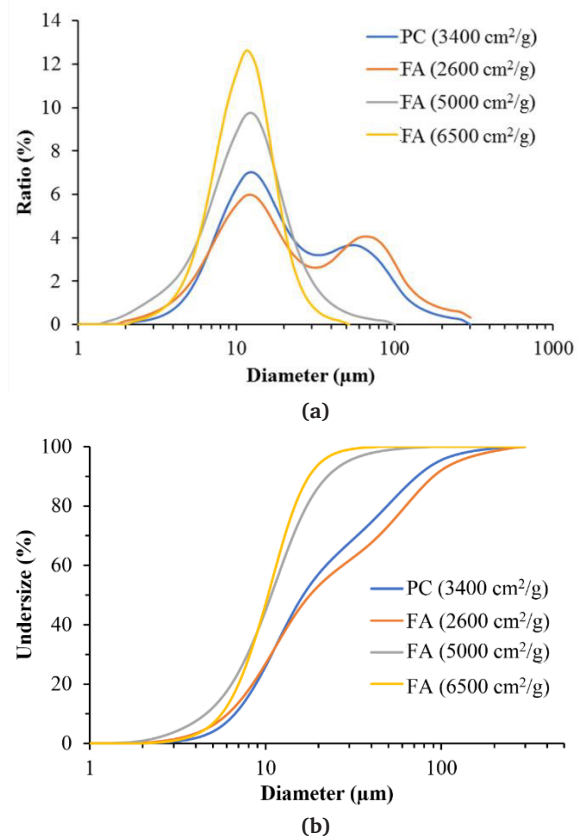 14
12
10
8
6
4
2
0
Ratio (%)
PC (3400 cm²/g)
FA (2600 cm²/g)
FA (5000 cm²/g)
FA (6500 cm²/g)
1 10 100 1000
Diameter (µm)
(a)
100
80
60
40
20
0
Undersize (%)
PC (3400 cm²/g)
FA (2600 cm²/g)
FA (5000 cm²/g)
FA (6500 cm²/g)
1 10 100
Diameter (µm)
(b)